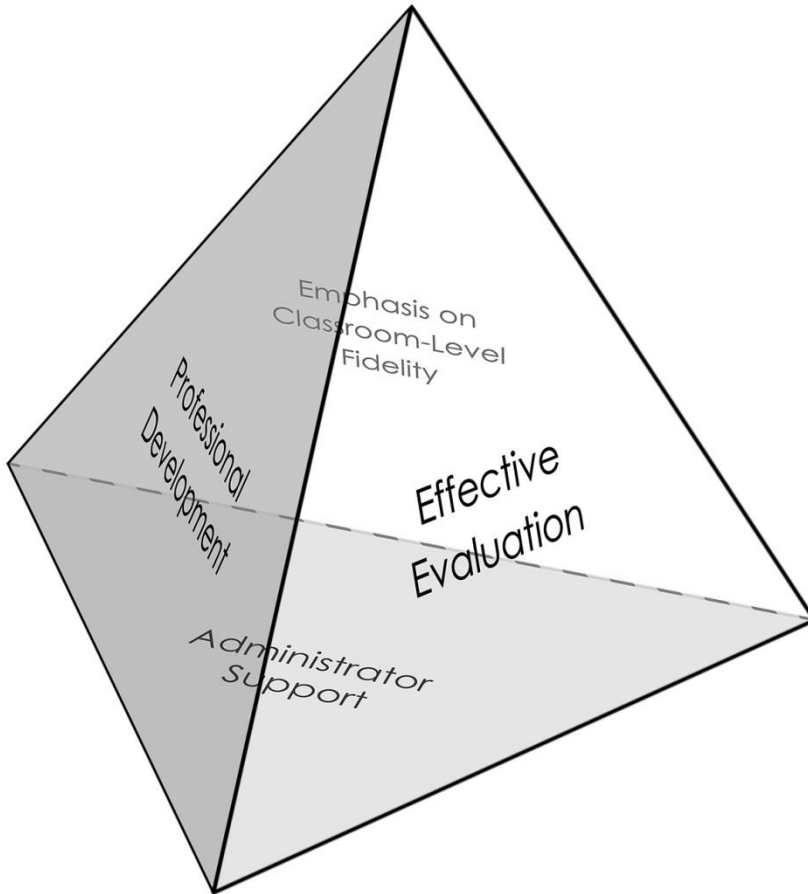 Emphasis on
Classroom-Level
Fidelity
Professional
Development
Effective
Evaluation
Administrator
Support